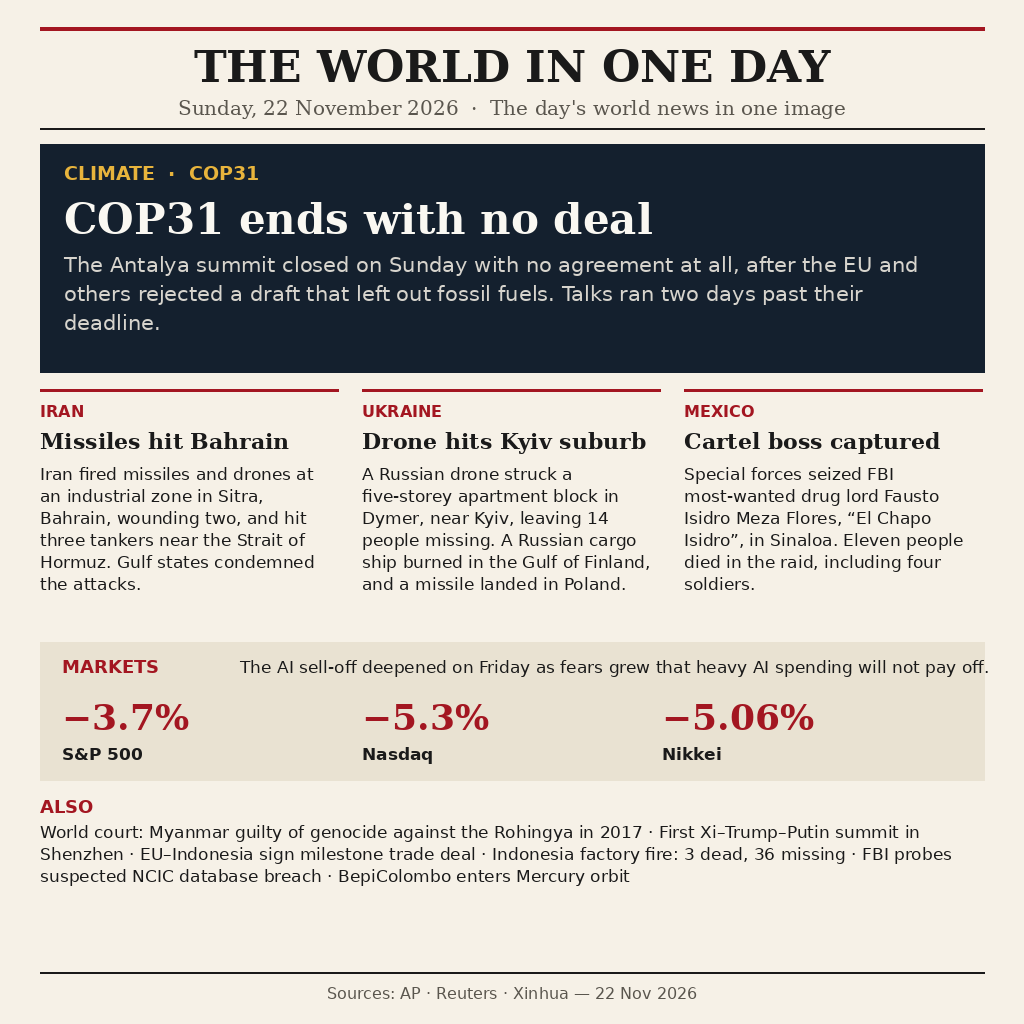 THE WORLD IN ONE DAY
Sunday, 22 November 2026 · The day's world news in one image
CLIMATE · COP31
COP31 ends with no deal
The Antalya summit closed on Sunday with no agreement at all, after the EU and
others rejected a draft that left out fossil fuels. Talks ran two days past their
deadline.
IRAN
Missiles hit Bahrain
Iran fired missiles and drones at
an industrial zone in Sitra,
Bahrain, wounding two, and hit
three tankers near the Strait of
Hormuz. Gulf states condemned
the attacks.
UKRAINE
Drone hits Kyiv suburb
A Russian drone struck a
five-storey apartment block in
Dymer, near Kyiv, leaving 14
people missing. A Russian cargo
ship burned in the Gulf of Finland,
and a missile landed in Poland.
MEXICO
Cartel boss captured
Special forces seized FBI
most-wanted drug lord Fausto
Isidro Meza Flores, “El Chapo
Isidro”, in Sinaloa. Eleven people
died in the raid, including four
soldiers.
MARKETS
The AI sell-off deepened on Friday as fears grew that heavy AI spending will not pay off.
−3.7%
S&P 500
−5.3%
Nasdaq
−5.06%
Nikkei
ALSO
World court: Myanmar guilty of genocide against the Rohingya in 2017 · First Xi–Trump–Putin summit in
Shenzhen · EU–Indonesia sign milestone trade deal · Indonesia factory fire: 3 dead, 36 missing · FBI probes
suspected NCIC database breach · BepiColombo enters Mercury orbit
Sources: AP · Reuters · Xinhua — 22 Nov 2026